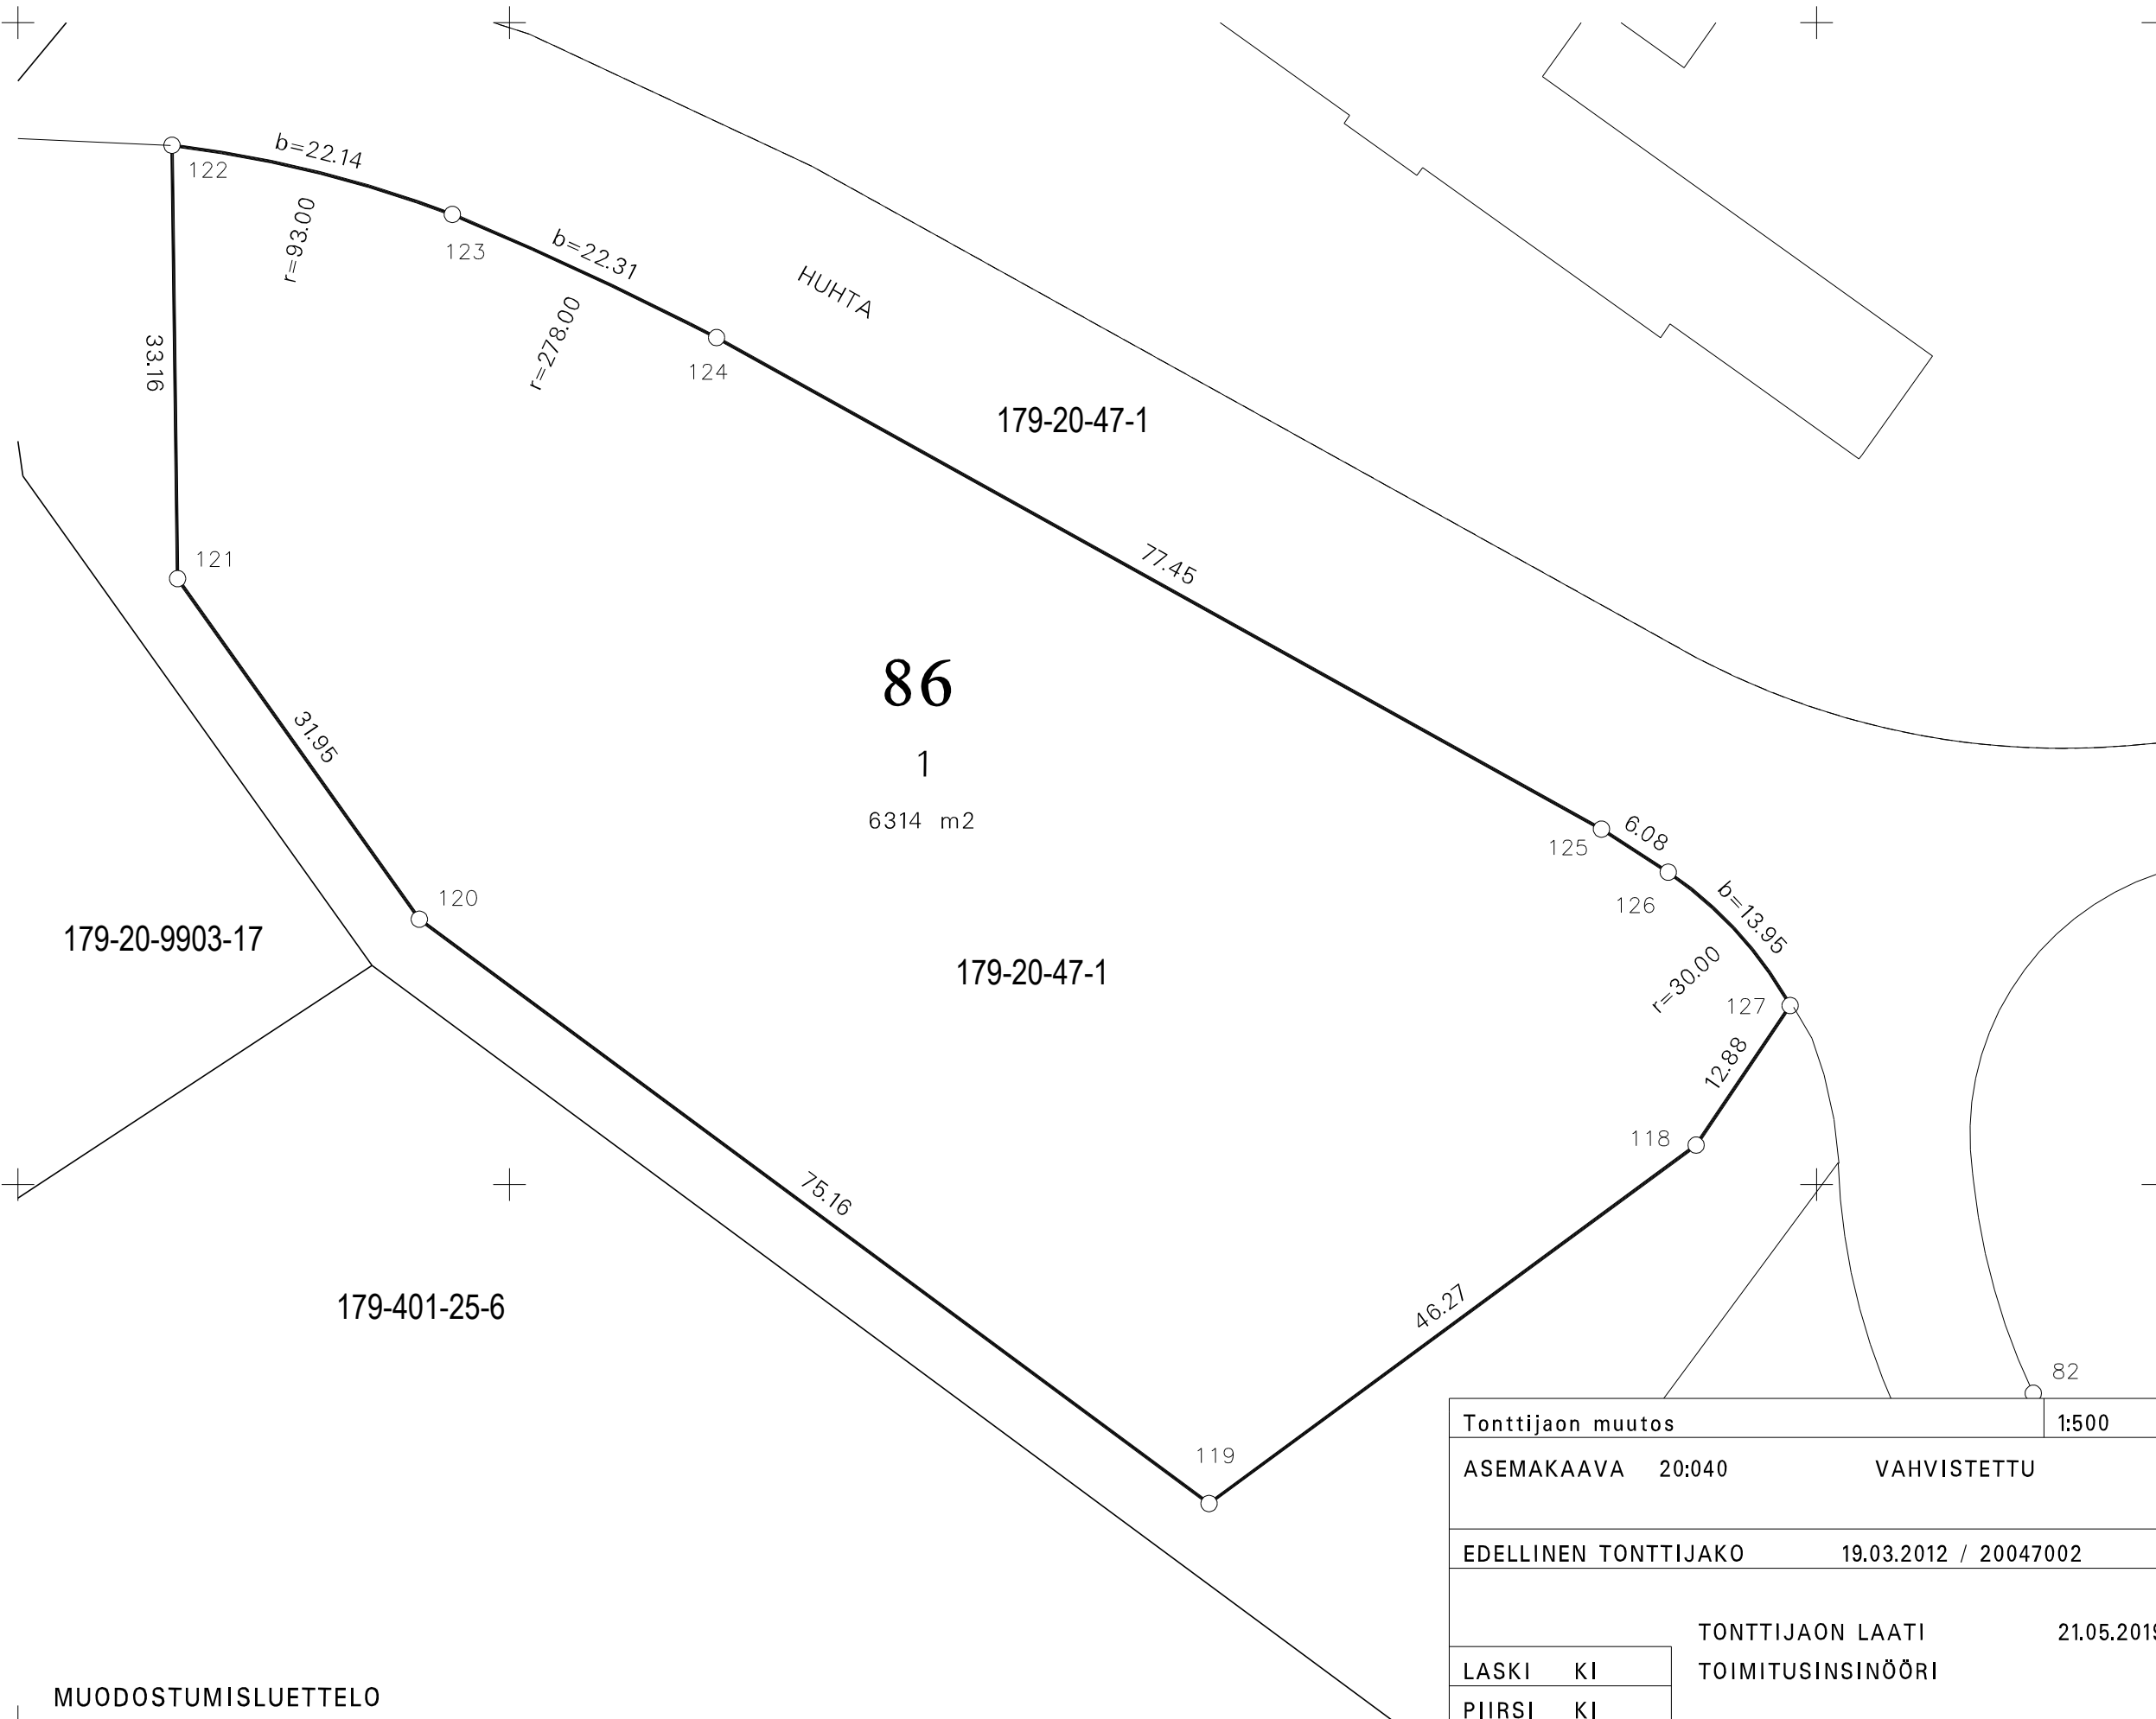 b=22.14
122
r=93.00
123
b=22.31
HUHTA
r=278.00
33.16
124
179-20-47-1
121
77.45
86
1
6314 m2
31.95
125
6.08
120
126
b=13.95
179-20-9903-17
179-20-47-1
r=30.00
127
12.88
118
75.16
179-401-25-6
46.27
82
119
Tonttijaon muutos 1:500
ASEMAKAAVA 20:040 VAHVISTETTU
EDELLINEN TONTTIJAKO 19.03.2012 / 20047002
TONTTIJAON LAATI 21.05.2019
LASKI KI TOIMITUSINSINÖÖRI
MUODOSTUMISLUETTELO
PIIRSI KI